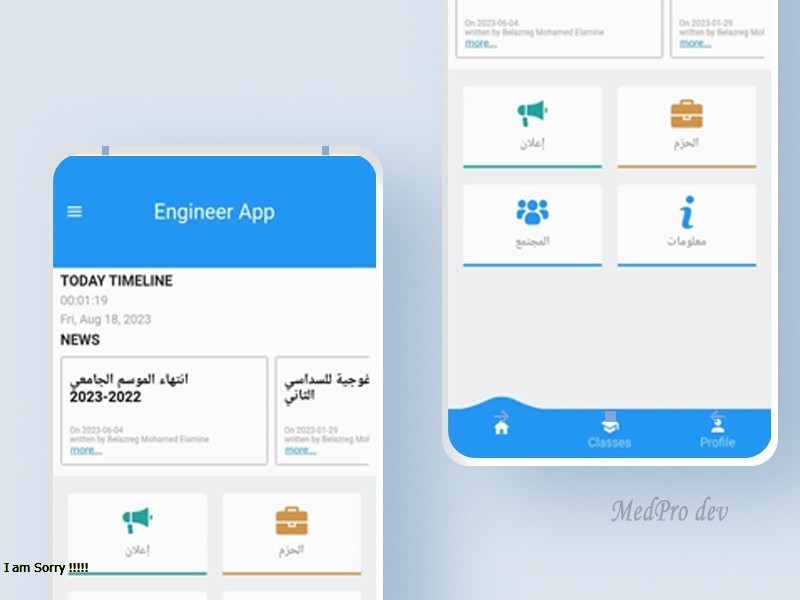 On 2023-06-04
written by Belazreg Mohamed Elamine
more...
On 2023-01-29
written by Belazreg Mol
more...
إعلان
الحزم
المجتمع
معلومات
Classes
Profile
MedPro dev
Engineer App
TODAY TIMELINE
00:01:19
Fri, Aug 18, 2023
NEWS
انتهاء الموسم الجامعي
2023-2022
On 2023-06-04
written by Belazreg Mohamed Elamine
more...
غوجية للسداسي
الثاني
On 2023-01-29
written by Belazreg Mol
more...
إعلان
الحزم
I am Sorry !!!!!